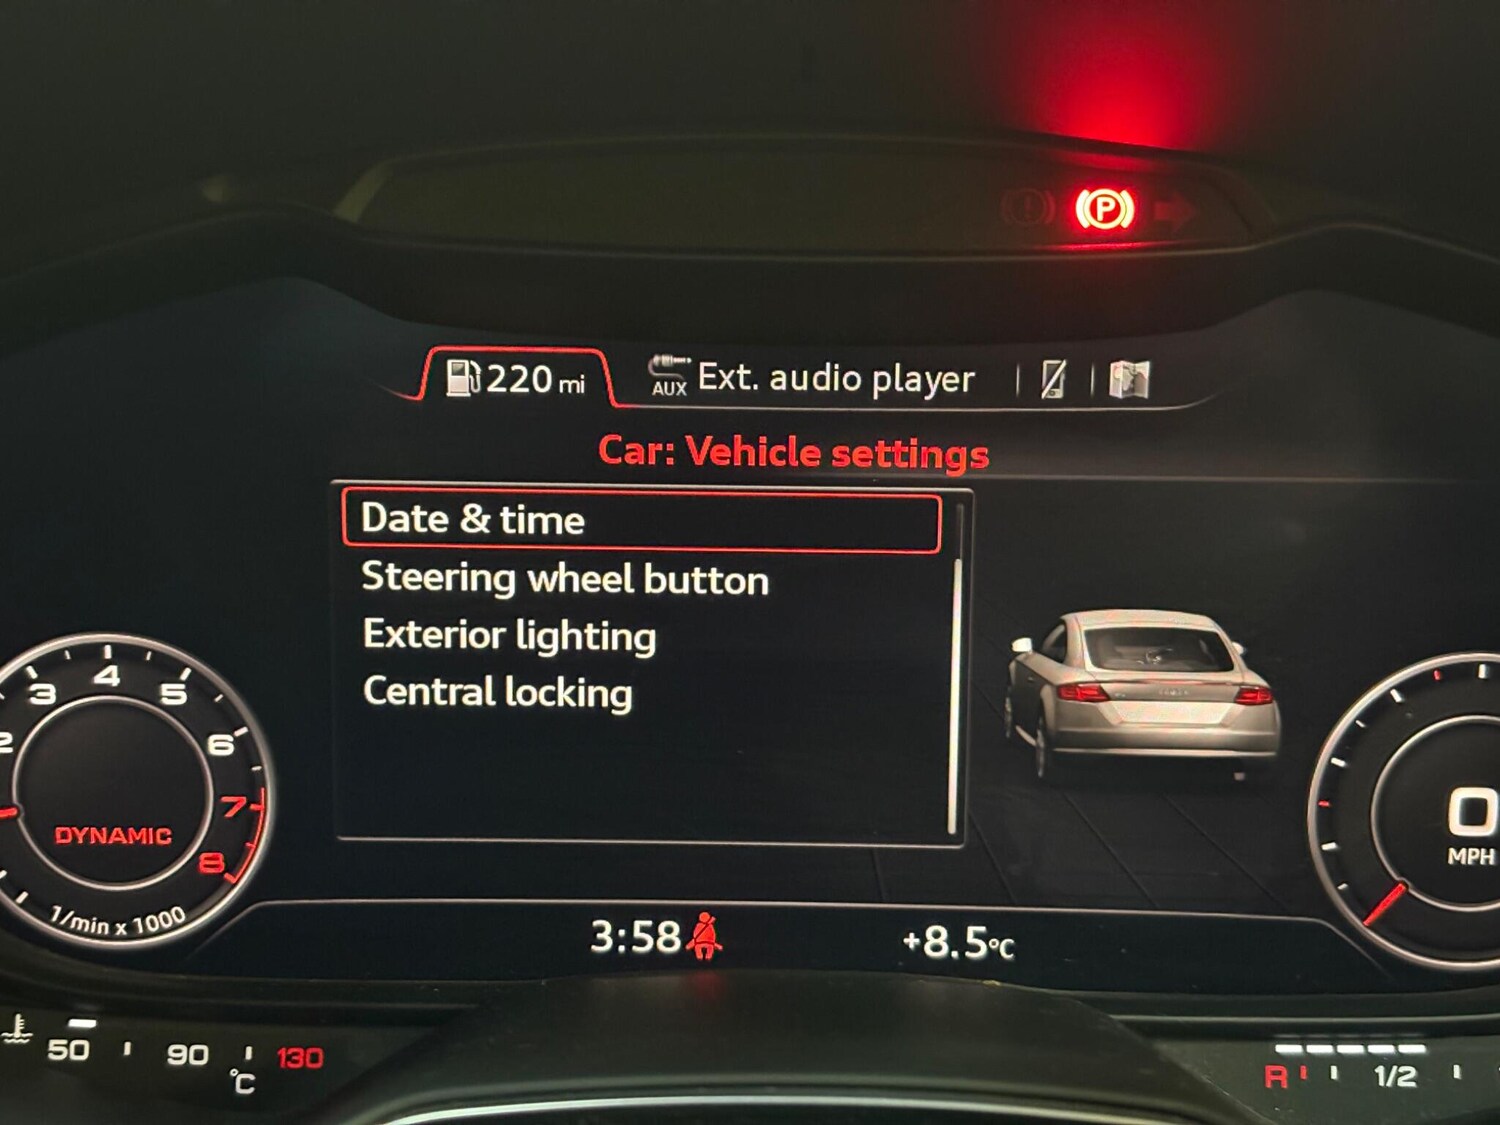 P
220 mi
AUX Ext. audio player
Car: Vehicle settings
Date & time
Steering wheel button
Exterior lighting
Central locking
2 3 4 5 6 7 8
DYNAMIC
1/min x 1000
0
MPH
3:58
+8.5°C
50 90 130
°C
R 1/2